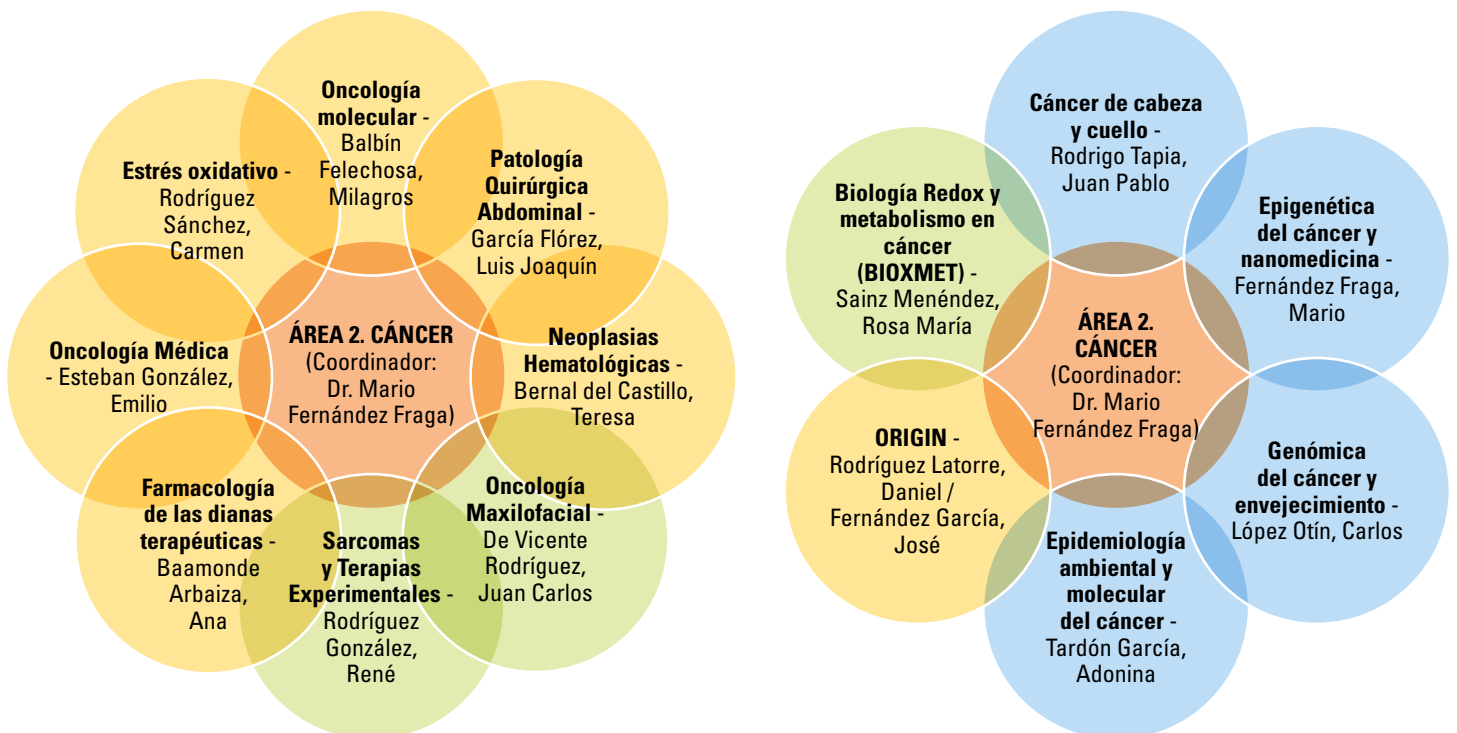 Oncología
molecular -
Balbín
Felechosa,
Milagros
Patología
Quirúrgica
Abdominal -
García Flórez,
Luis Joaquín
Neoplasias
Hematológicas -
Bernal del Castillo,
Teresa
Oncología
Maxilofacial -
De Vicente
Rodríguez,
Juan Carlos
Sarcomas
y Terapias
Experimentales -
Rodríguez
González,
René
Farmacología
de las dianas
terapéuticas -
Baamonde
Arbaiza,
Ana
Oncología Médica
- Esteban González,
Emilio
Estrés oxidativo -
Rodríguez
Sánchez,
Carmen
ÁREA 2. CÁNCER
(Coordinador:
Dr. Mario
Fernández Fraga)
Cáncer de cabeza
y cuello -
Rodrigo Tapia,
Juan Pablo
Epigenética
del cáncer y
nanomedicina -
Fernández Fraga,
Mario
Genómica
del cáncer y
envejecimiento -
López Otín, Carlos
Epidemiología
ambiental y
molecular
del cáncer -
Tardón García,
Adonina
ORIGIN -
Rodríguez Latorre,
Daniel /
Fernández García,
José
Biología Redox y
metabolismo en
cáncer
(BIOXMET) -
Sainz Menéndez,
Rosa María
ÁREA 2.
CÁNCER
(Coordinador:
Dr. Mario
Fernández Fraga)